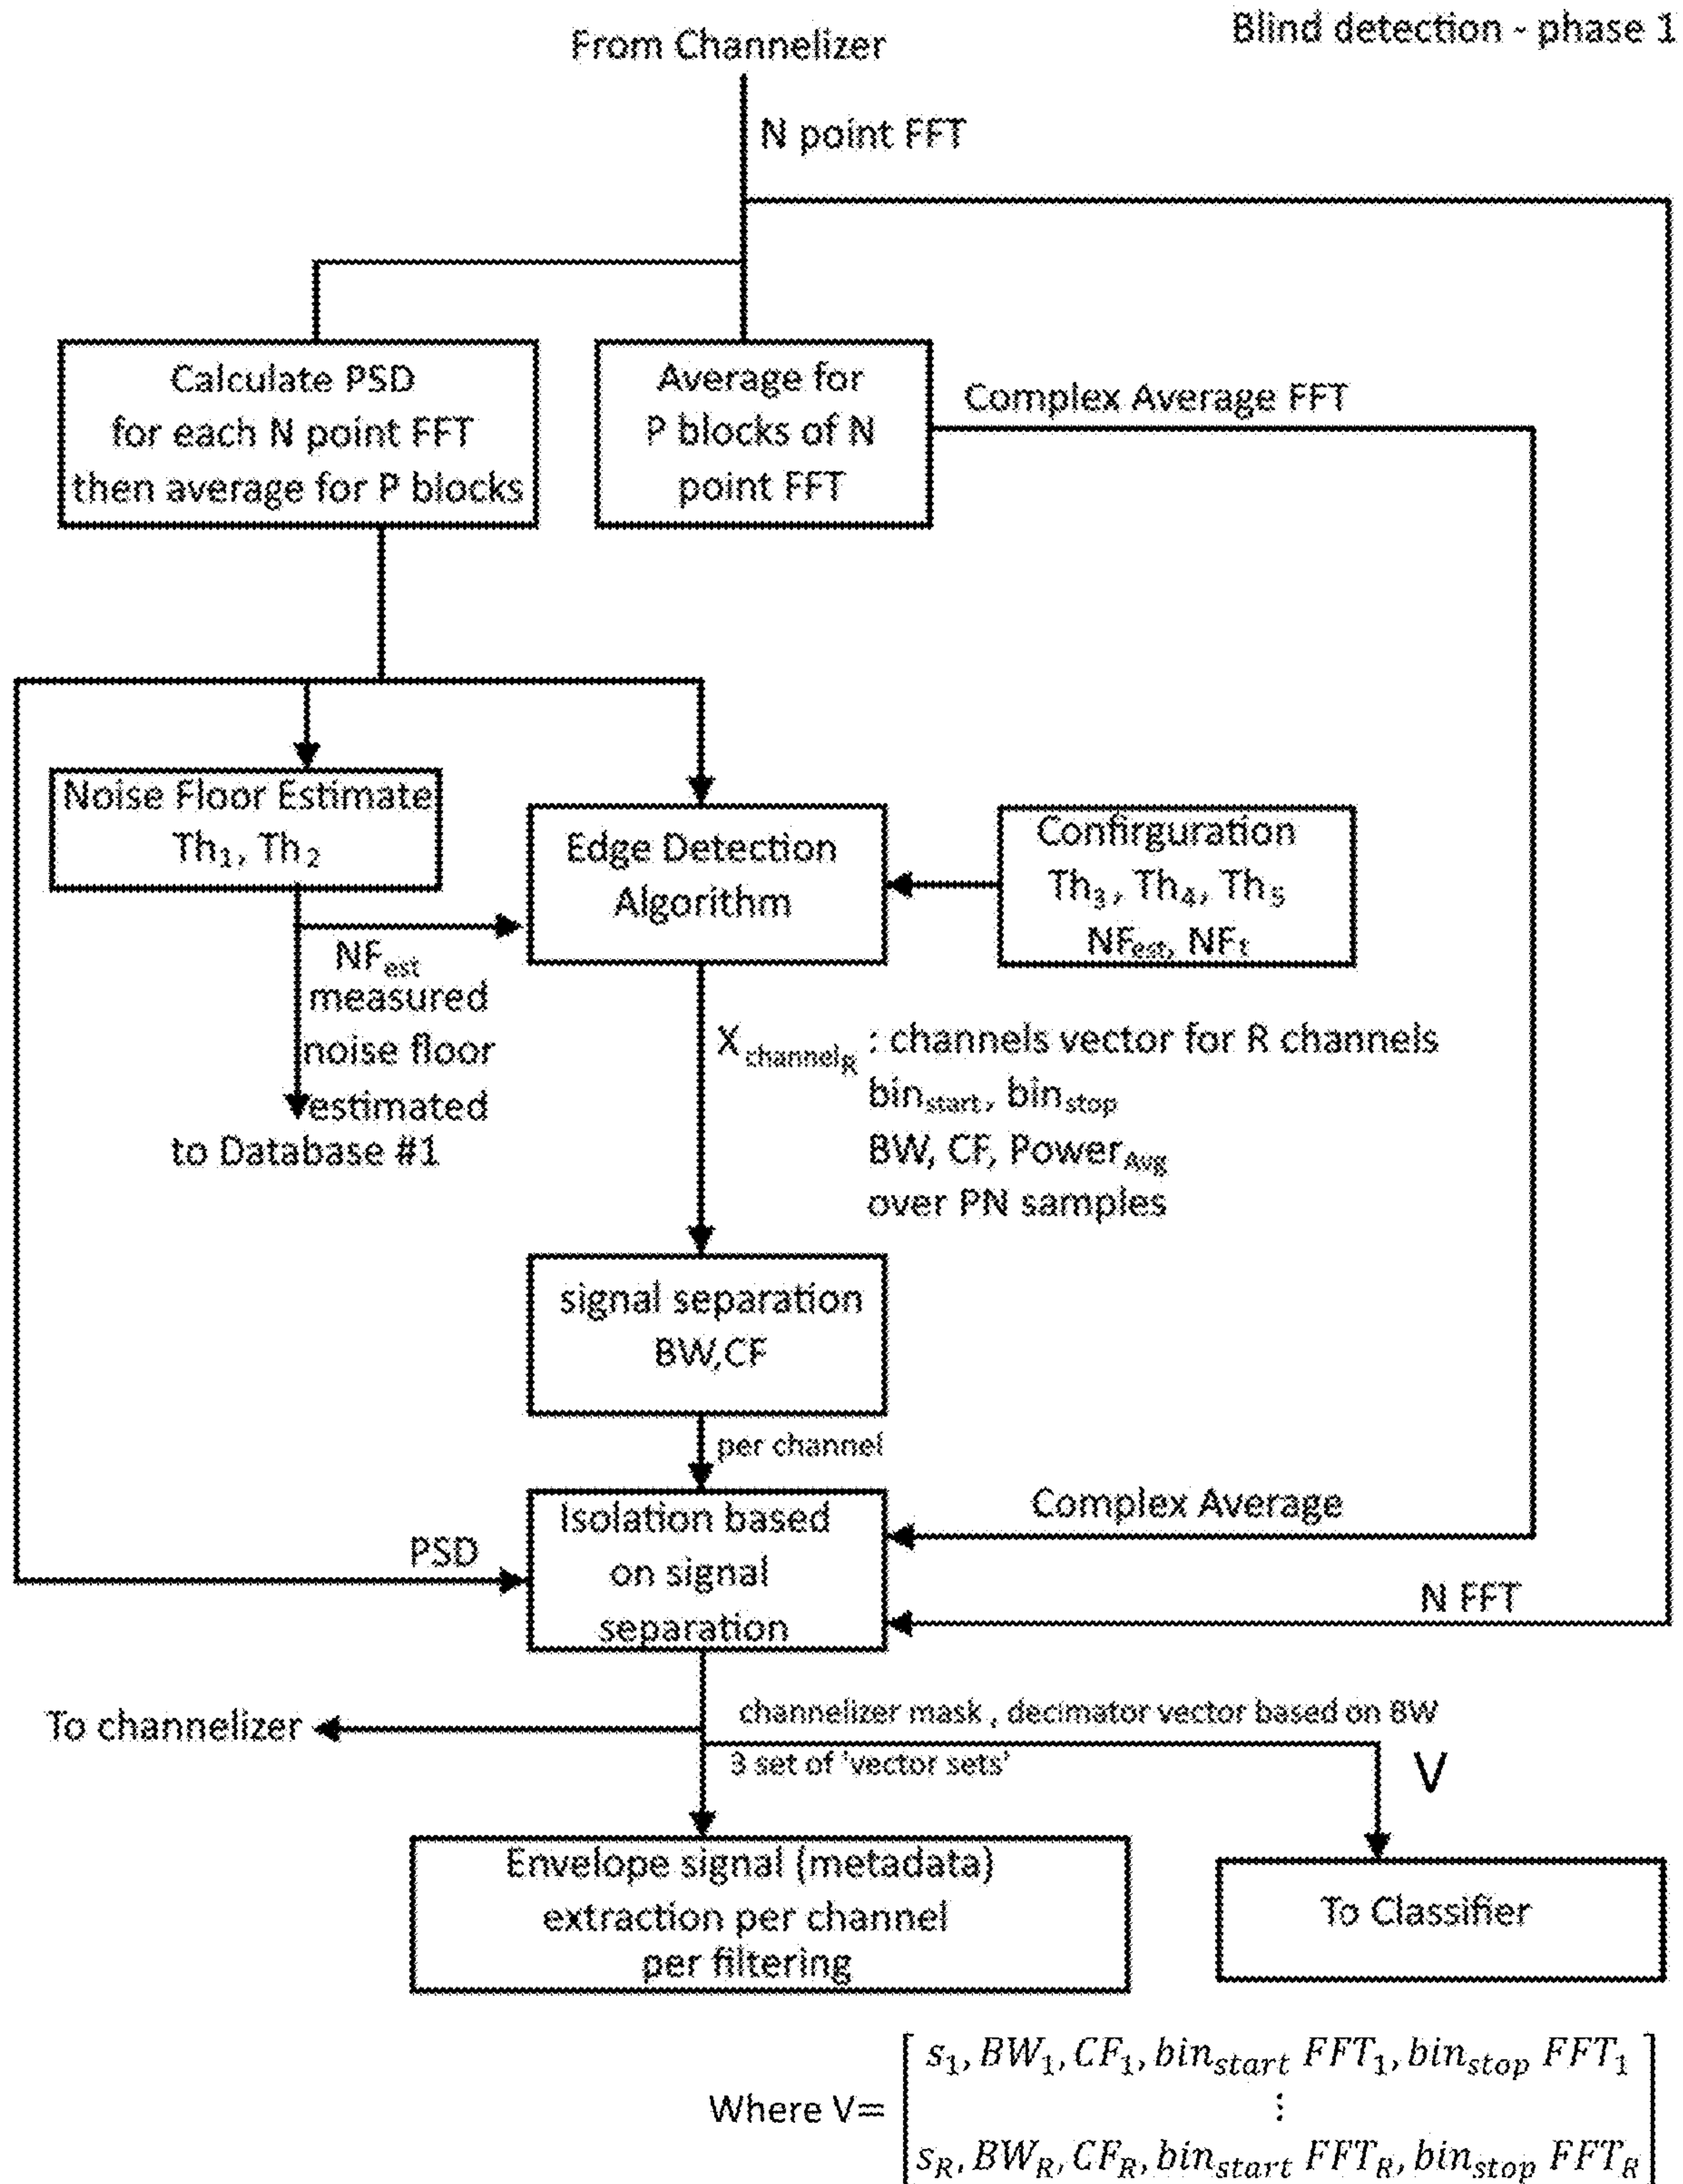 Blind detection - phase 1
From Channelizer
N point FFT
Calculate PSD
for each N point FFT
then average for P blocks
Average for
P blocks of N
point FFT
Complex Average FFT
Noise Floor Estimate
Th₁, Th₂
Edge Detection
Algorithm
Confirguration
Th₃, Th₄, Th₅
NFest, NFt
NFest
measured
noise floor
estimated
to Database #1
X channelR : channels vector for R channels
binstart, binstop
BW, CF, PowerAvg
over PN samples
signal separation
BW,CF
per channel
Isolation based
on signal
separation
Complex Average
PSD
N FFT
To channelizer
channelizer mask , decimator vector based on BW
3 set of 'vector sets'
V
Envelope signal (metadata)
extraction per channel
per filtering
To Classifier
Where V=
s₁, BW₁, CF₁, binstart FFT₁, binstop FFT₁
⋮
sR, BWR, CFR, binstart FFTR, binstop FFTR